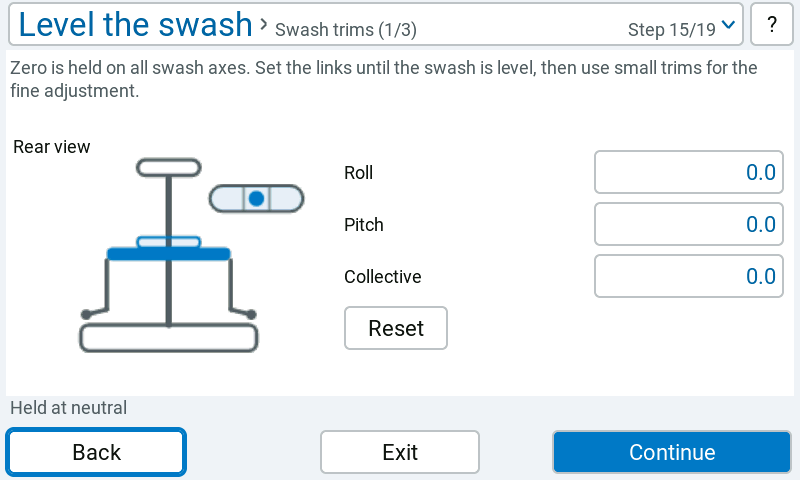 Level the swash › Swash trims (1/3) Step 15/19 ?
Zero is held on all swash axes. Set the links until the swash is level, then use small trims for the
fine adjustment.
Rear view
Roll 0.0
Pitch 0.0
Collective 0.0
Reset
Held at neutral
Back Exit Continue